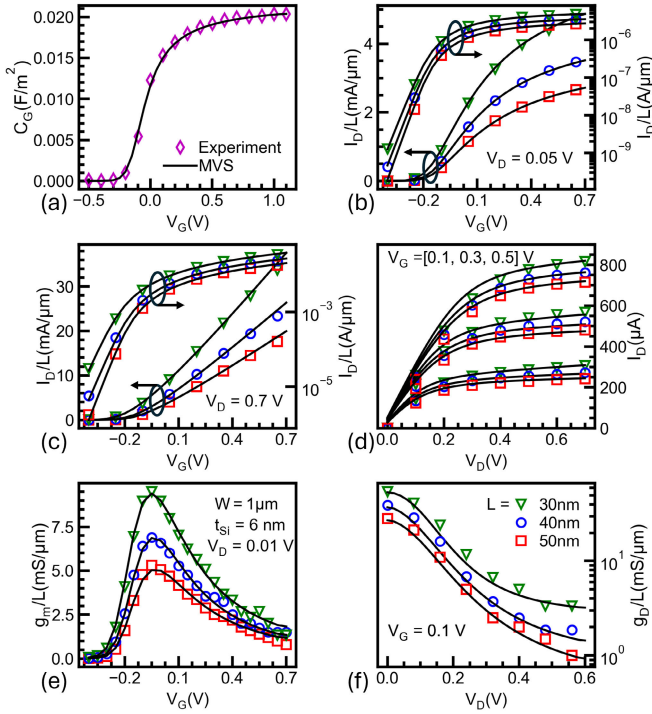 0.020
0.015
0.010
0.005
0.000
C_G(F/m²)
Experiment
MVS
−0.5 0.0 0.5 1.0
V_G(V)
(a)
4
2
0
I_D/L(mA/μm)
10⁻⁶
10⁻⁷
10⁻⁸
10⁻⁹
I_D/L(A/μm)
V_D = 0.05 V
−0.2 0.1 0.4 0.7
V_G(V)
(b)
30
20
10
0
I_D/L(mA/μm)
10⁻³
10⁻⁵
I_D/L(A/μm)
V_D = 0.7 V
−0.2 0.1 0.4 0.7
V_G(V)
(c)
V_G =[0.1, 0.3, 0.5] V
800
600
400
200
0
I_D(μA)
0.0 0.2 0.4 0.6
V_D(V)
(d)
7.5
5.0
2.5
0.0
g_m/L(mS/μm)
W = 1μm
t_Si = 6 nm
V_D = 0.01 V
−0.2 0.1 0.4 0.7
V_G(V)
(e)
L = 30nm
40nm
50nm
10¹
10⁰
g_D/L(mS/μm)
V_G = 0.1 V
0.0 0.2 0.4 0.6
V_D(V)
(f)